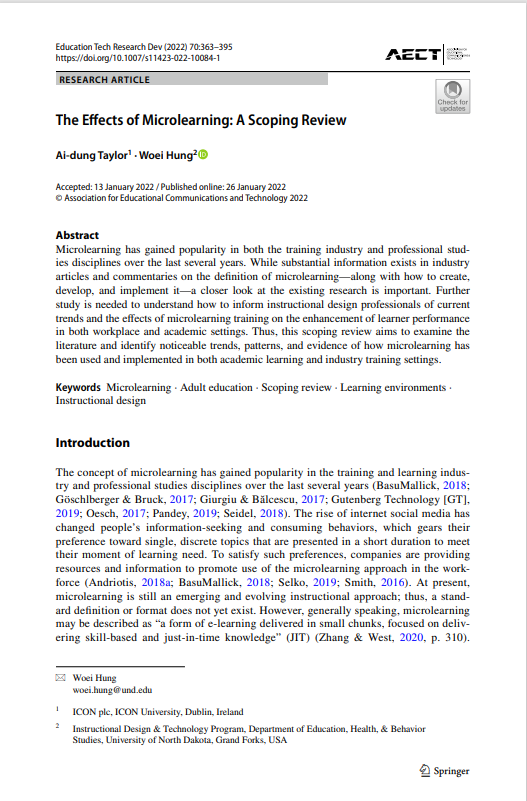 Education Tech Research Dev (2022) 70:363–395
https://doi.org/10.1007/s11423-022-10084-1
AECT
RESEARCH ARTICLE
Check for
updates
The Effects of Microlearning: A Scoping Review
Ai-dung Taylor1 · Woei Hung2
Accepted: 13 January 2022 / Published online: 26 January 2022
© Association for Educational Communications and Technology 2022
Abstract
Microlearning has gained popularity in both the training industry and professional stud-
ies disciplines over the last several years. While substantial information exists in industry
articles and commentaries on the definition of microlearning—along with how to create,
develop, and implement it—a closer look at the existing research is important. Further
study is needed to understand how to inform instructional design professionals of current
trends and the effects of microlearning training on the enhancement of learner performance
in both workplace and academic settings. Thus, this scoping review aims to examine the
literature and identify noticeable trends, patterns, and evidence of how microlearning has
been used and implemented in both academic learning and industry training settings.
Keywords Microlearning · Adult education · Scoping review · Learning environments ·
Instructional design
Introduction
The concept of microlearning has gained popularity in the training and learning indus-
try and professional studies disciplines over the last several years (BasuMallick, 2018;
Göschlberger & Bruck, 2017; Giurgiu & Bălcescu, 2017; Gutenberg Technology [GT],
2019; Oesch, 2017; Pandey, 2019; Seidel, 2018). The rise of internet social media has
changed people's information-seeking and consuming behaviors, which gears their
preference toward single, discrete topics that are presented in a short duration to meet
their moment of learning need. To satisfy such preferences, companies are providing
resources and information to promote use of the microlearning approach in the work-
force (Andriotis, 2018a; BasuMallick, 2018; Selko, 2019; Smith, 2016). At present,
microlearning is still an emerging and evolving instructional approach; thus, a stand-
ard definition or format does not yet exist. However, generally speaking, microlearning
may be described as “a form of e-learning delivered in small chunks, focused on deliv-
ering skill-based and just-in-time knowledge” (JIT) (Zhang & West, 2020, p. 310).
Woei Hung
woei.hung@und.edu
1 ICON plc, ICON University, Dublin, Ireland
2 Instructional Design & Technology Program, Department of Education, Health, & Behavior
Studies, University of North Dakota, Grand Forks, USA
Springer